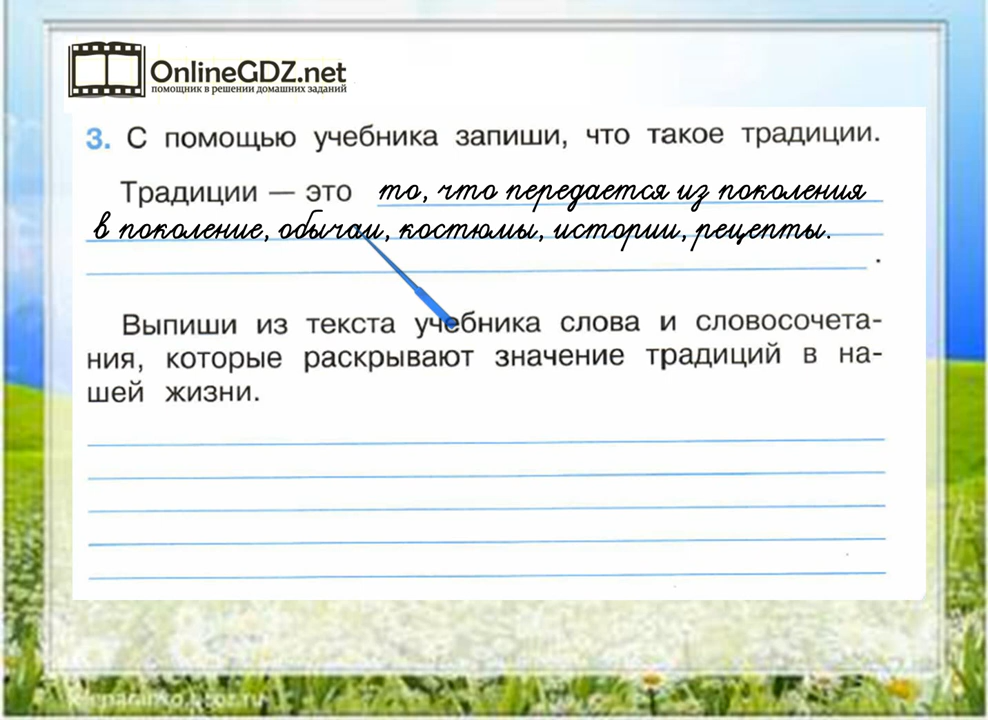 OnlineGDZ.net
помощник в решении домашних заданий
3. С помощью учебника запиши, что такое традиции.
Традиции — это то, что передается из поколения
в поколение, обычаи, костюмы, истории, рецепты.
.
Выпиши из текста учебника слова и словосочета-
ния, которые раскрывают значение традиций в на-
шей жизни.